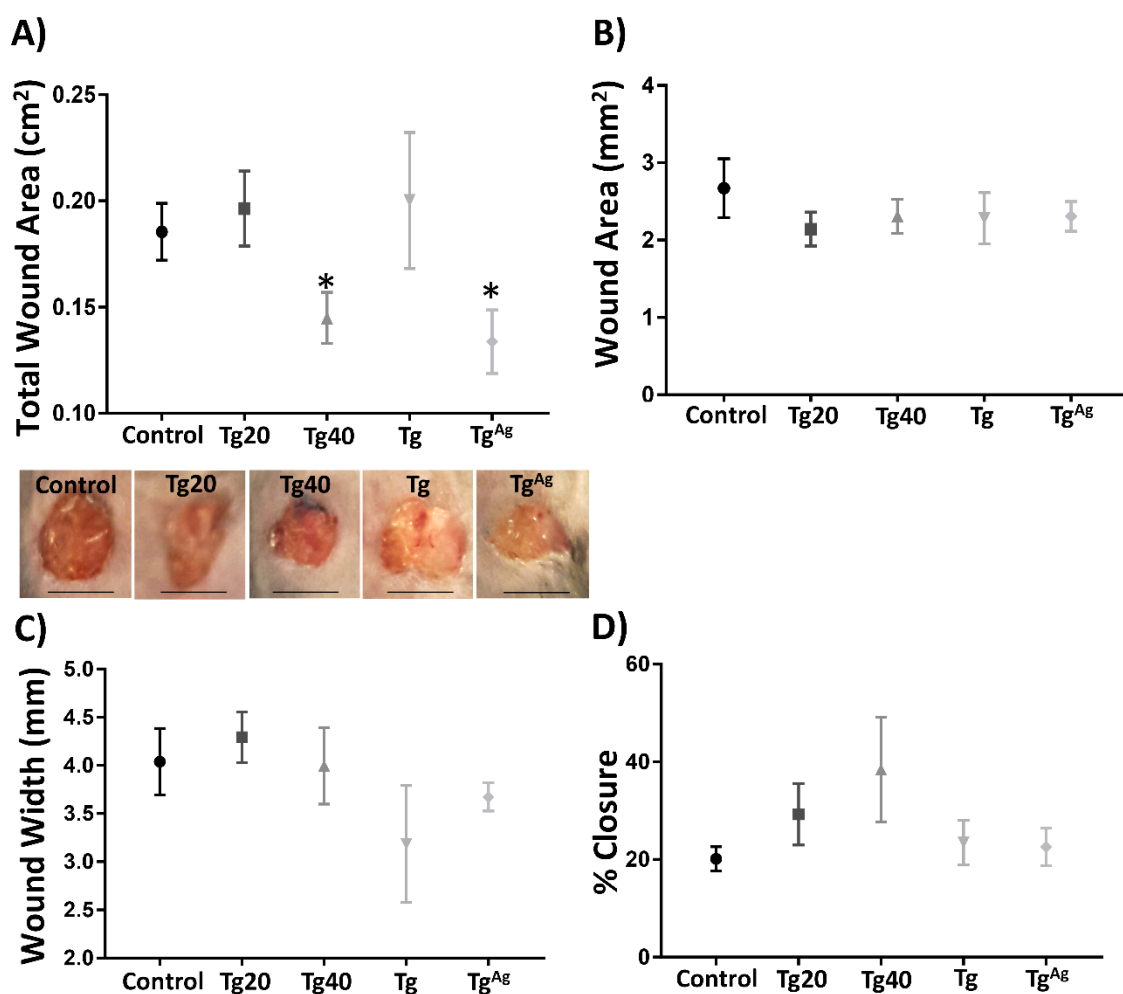 A)
Total Wound Area (cm²)
0.25
0.20
0.15
0.10
*
*
Control Tg20 Tg40 Tg Tg^Ag
B)
Wound Area (mm²)
4
3
2
1
0
Control Tg20 Tg40 Tg Tg^Ag
Control Tg20 Tg40 Tg Tg^Ag
C)
Wound Width (mm)
5.0
4.5
4.0
3.5
3.0
2.5
2.0
Control Tg20 Tg40 Tg Tg^Ag
D)
% Closure
60
40
20
0
Control Tg20 Tg40 Tg Tg^Ag